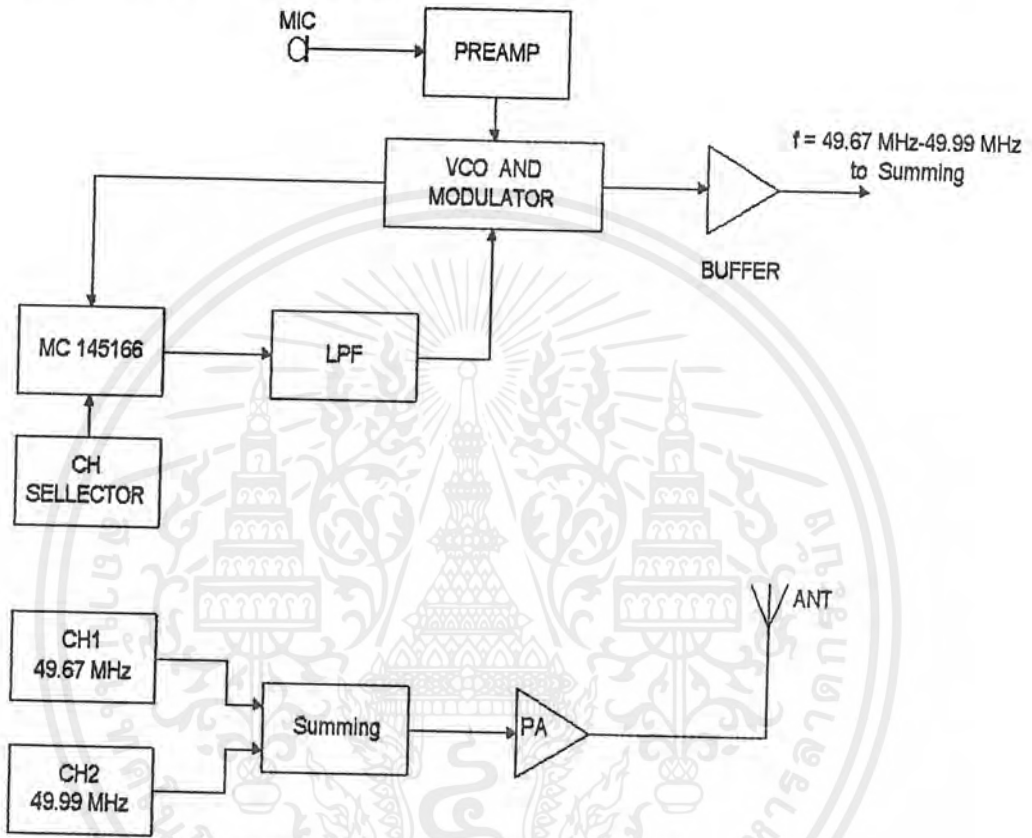 MIC
PREAMP
VCO AND
MODULATOR
f = 49.67 MHz-49.99 MHz
to Summing
BUFFER
MC 145166
LPF
CH
SELLECTOR
ANT
CH1
49.67 MHz
Summing
PA
CH2
49.99 MHz